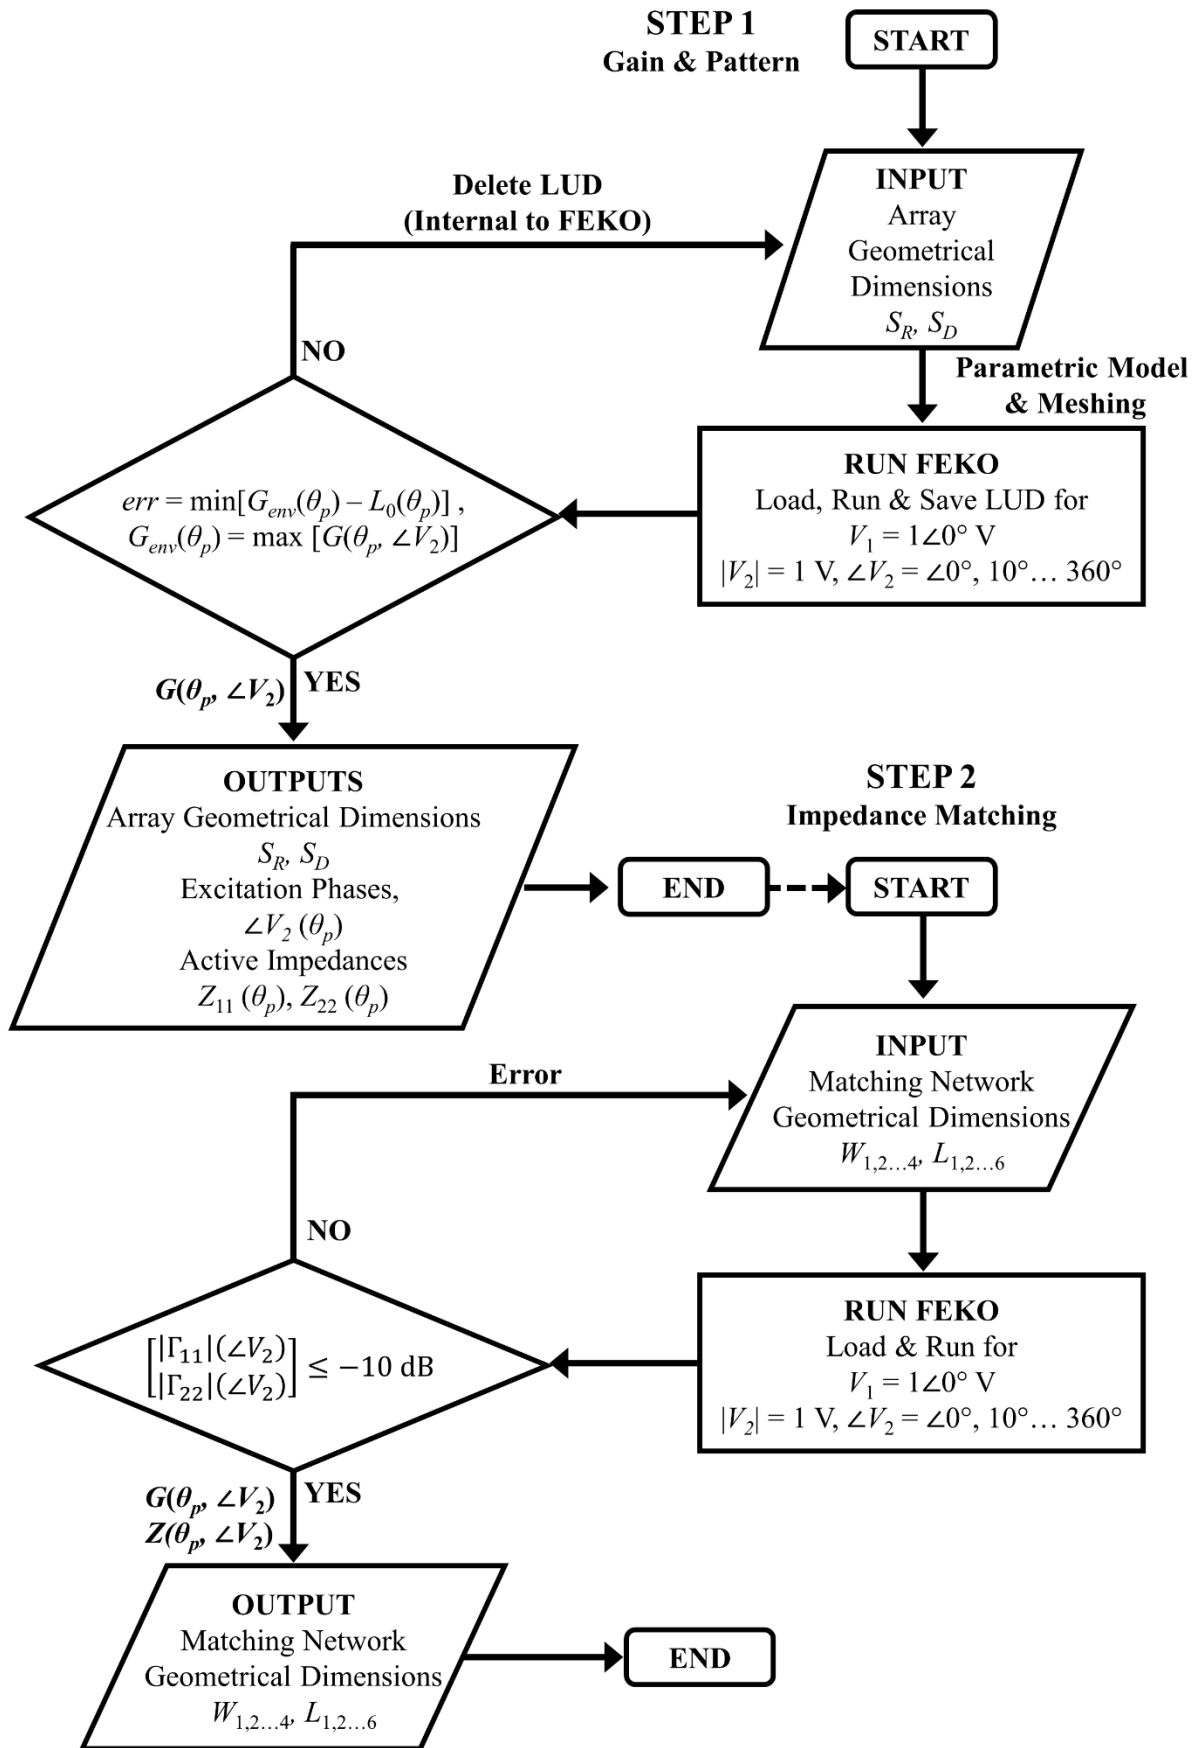 STEP 1
Gain & Pattern
START
INPUT
Array
Geometrical
Dimensions
S_R, S_D
Delete LUD
(Internal to FEKO)
NO
Parametric Model
& Meshing
RUN FEKO
Load, Run & Save LUD for
V_1 = 1∠0° V
|V_2| = 1 V, ∠V_2 = ∠0°, 10°… 360°
err = min[G_env(θ_p) – L_0(θ_p)] ,
G_env(θ_p) = max [G(θ_p, ∠V_2)]
G(θ_p, ∠V_2)
YES
OUTPUTS
Array Geometrical Dimensions
S_R, S_D
Excitation Phases,
∠V_2 (θ_p)
Active Impedances
Z_11 (θ_p), Z_22 (θ_p)
END
STEP 2
Impedance Matching
START
INPUT
Matching Network
Geometrical Dimensions
W_1,2…4, L_1,2…6
Error
NO
RUN FEKO
Load & Run for
V_1 = 1∠0° V
|V_2| = 1 V, ∠V_2 = ∠0°, 10°… 360°
[|Γ_11|(∠V_2)
|Γ_22|(∠V_2)] ≤ −10 dB
YES
G(θ_p, ∠V_2)
Z(θ_p, ∠V_2)
OUTPUT
Matching Network
Geometrical Dimensions
W_1,2…4, L_1,2…6
END